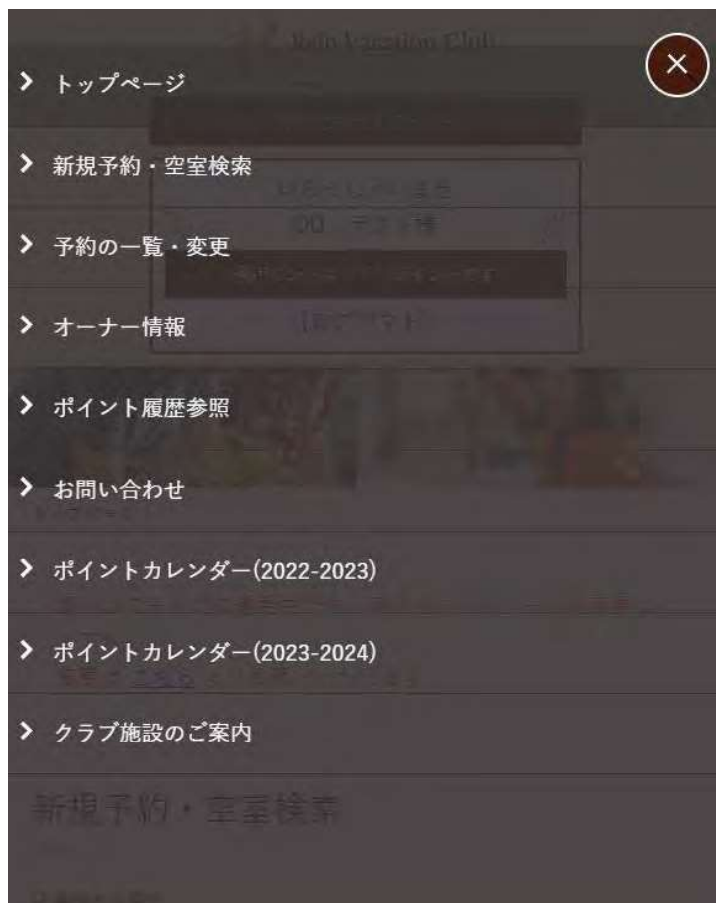 Vacation Club
トップページ
新規予約・空室検索
予約の一覧・変更
オーナー情報
ポイント履歴参照
お問い合わせ
ポイントカレンダー(2022-2023)
ポイントカレンダー(2023-2024)
クラブ施設のご案内
新規予約・空室検索